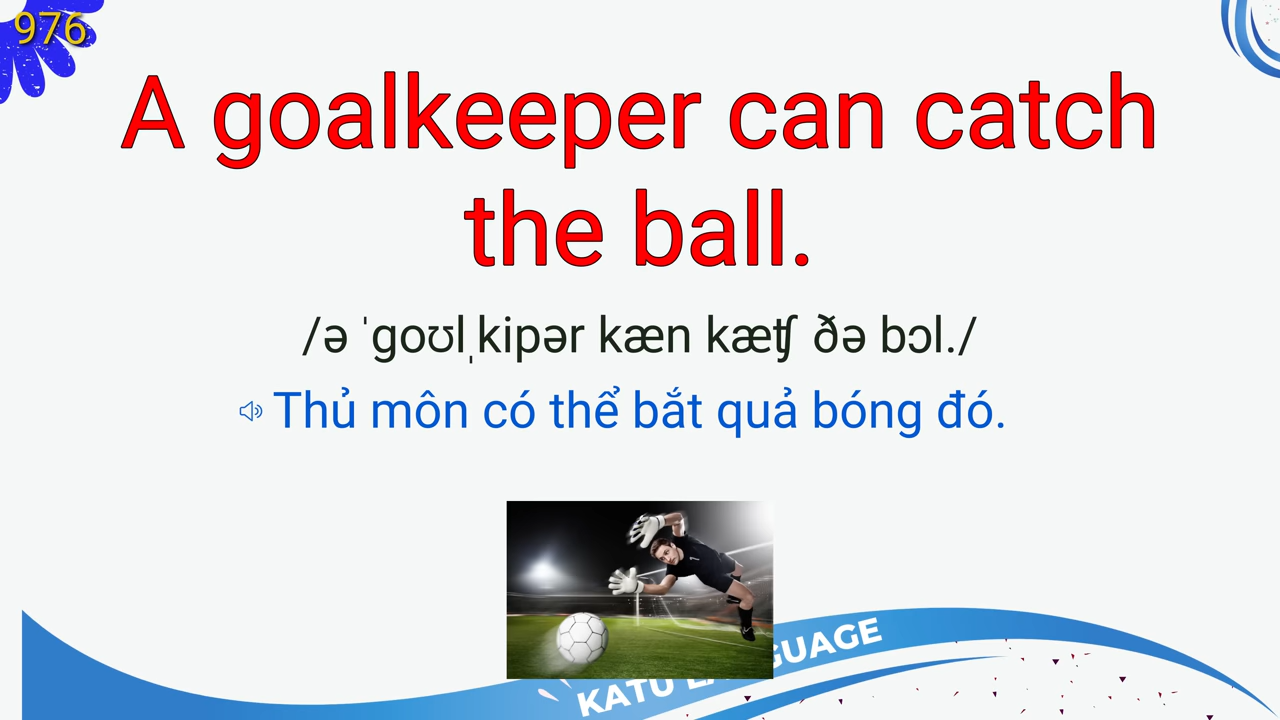 976
A goalkeeper can catch
the ball.
/ə ˈgoʊlˌkipər kæn kæʧ ðə bɔl./
Thủ môn có thể bắt quả bóng đó.
KATU LANGUAGE